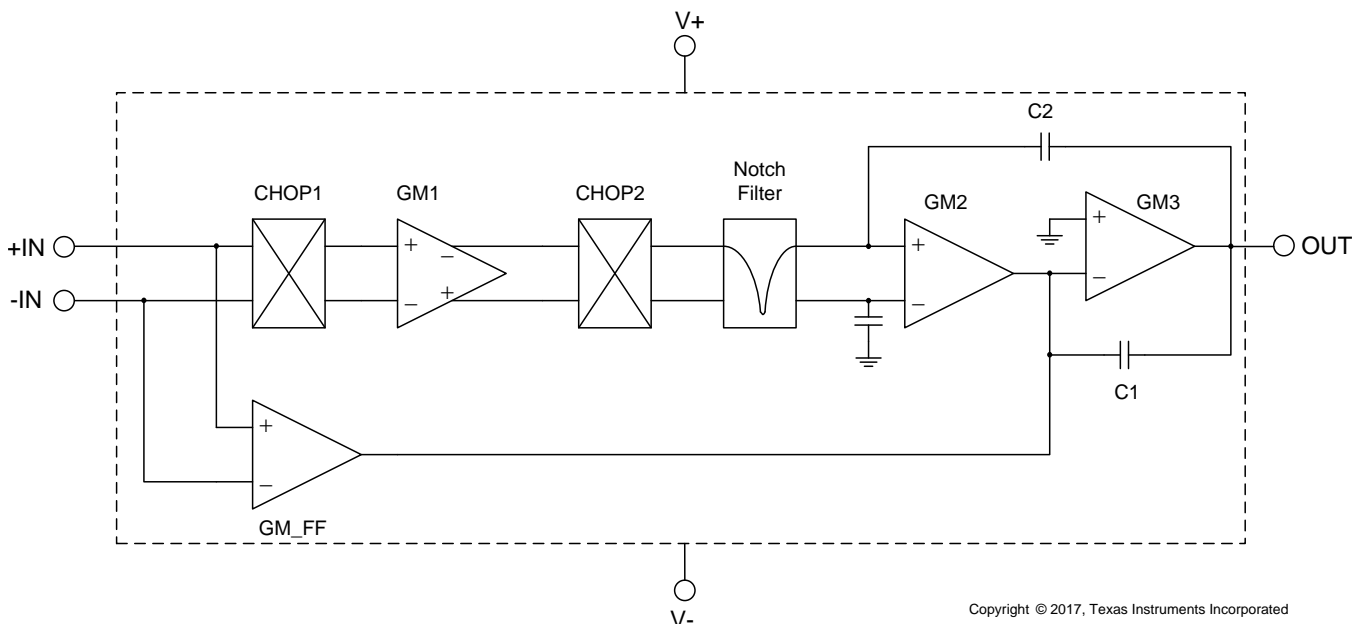 V+
C2
CHOP1
GM1
CHOP2
Notch
Filter
GM2
GM3
+IN
-IN
+
−
−
+
+
−
+
−
OUT
C1
+
−
GM_FF
V-
Copyright © 2017, Texas Instruments Incorporated